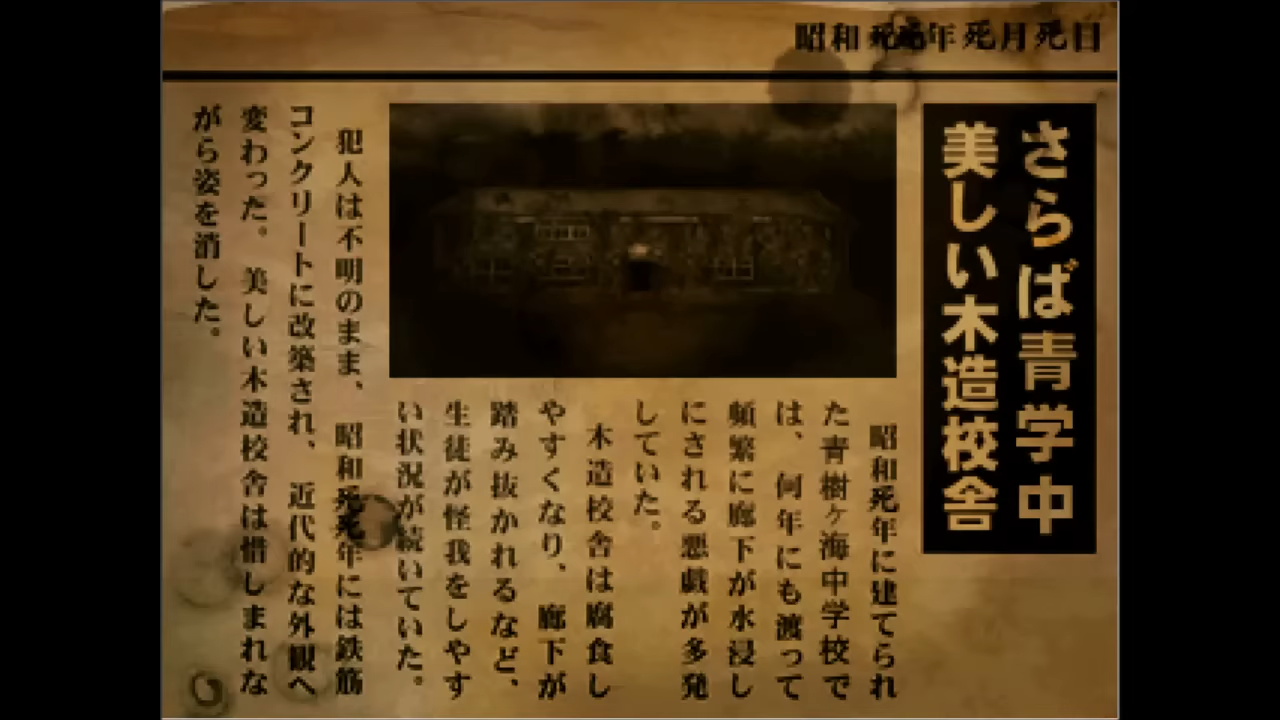 昭和死死年死月死日
さらば青学中
美しい木造校舎
昭和死年に建てられ
た青樹ヶ海中学校で
は、何年にも渡って
頻繁に廊下が水浸し
にされる悪戯が多発
していた。
木造校舎は腐食し
やすくなり、廊下が
踏み抜かれるなど、
生徒が怪我をしやす
い状況が続いていた。
犯人は不明のまま、昭和死死年には鉄筋
コンクリートに改築され、近代的な外観へ
変わった。美しい木造校舎は惜しまれな
がら姿を消した。